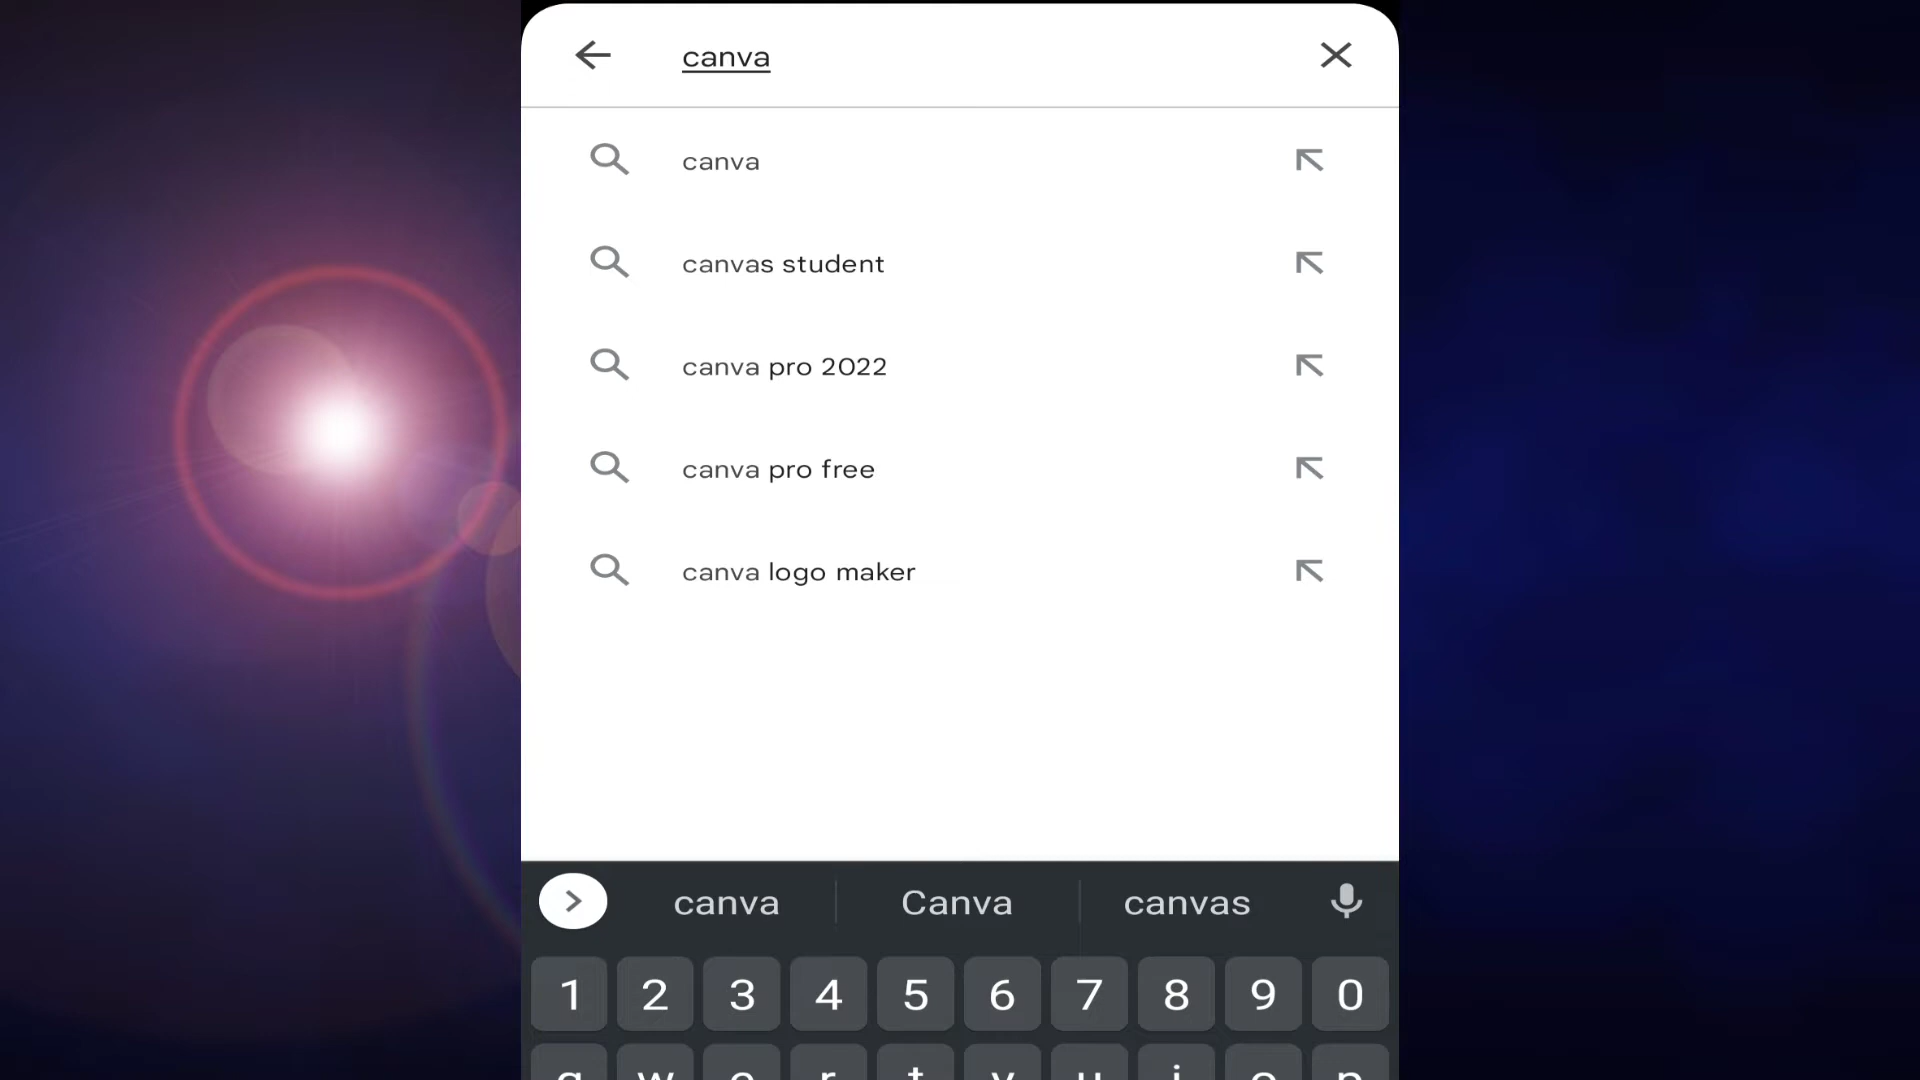 canva
canva
canvas student
canva pro 2022
canva pro free
canva logo maker
canva Canva canvas
1 2 3 4 5 6 7 8 9 0
q w e r t y u i o p